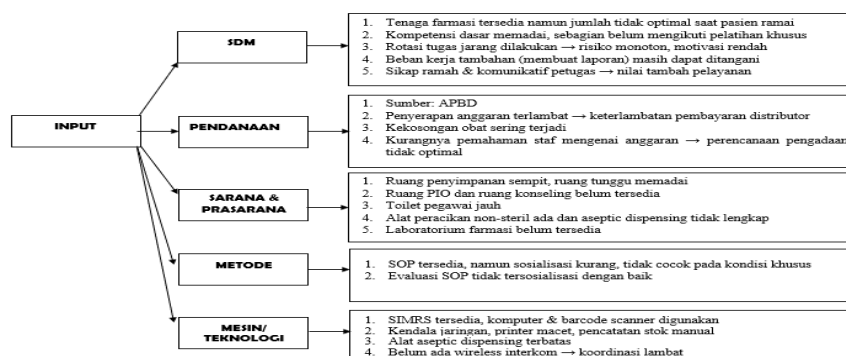 SDM
1. Tenaga farmasi tersedia namun jumlah tidak optimal saat pasien ramai
2. Kompetensi dasar memadai, sebagian belum mengikuti pelatihan khusus
3. Rotasi tugas jarang dilakukan → risiko monoton, motivasi rendah
4. Beban kerja tambahan (membuat laporan) masih dapat ditangani
5. Sikap ramah & komunikatif petugas → nilai tambah pelayanan
INPUT
PENDANAAN
1. Sumber: APBD
2. Penyerapan anggaran terlambat → keterlambatan pembayaran distributor
3. Kekosongan obat sering terjadi
4. Kurangnya pemahaman staf mengenai anggaran → perencanaan pengadaan
tidak optimal
SARANA &
PRASARANA
1. Ruang penyimpanan sempit, ruang tunggu memadai
2. Ruang PIO dan ruang konseling belum tersedia
3. Toilet pegawai jauh
4. Alat peracikan non-steril ada dan aseptic dispensing tidak lengkap
5. Laboratorium farmasi belum tersedia
METODE
1. SOP tersedia, namun sosialisasi kurang, tidak cocok pada kondisi khusus
2. Evaluasi SOP tidak tersosialisasi dengan baik
MESIN/
TEKNOLOGI
1. SIMRS tersedia, komputer & barcode scanner digunakan
2. Kendala jaringan, printer macet, pencatatan stok manual
3. Alat aseptic dispensing terbatas
4. Belum ada wireless interkom → koordinasi lambat